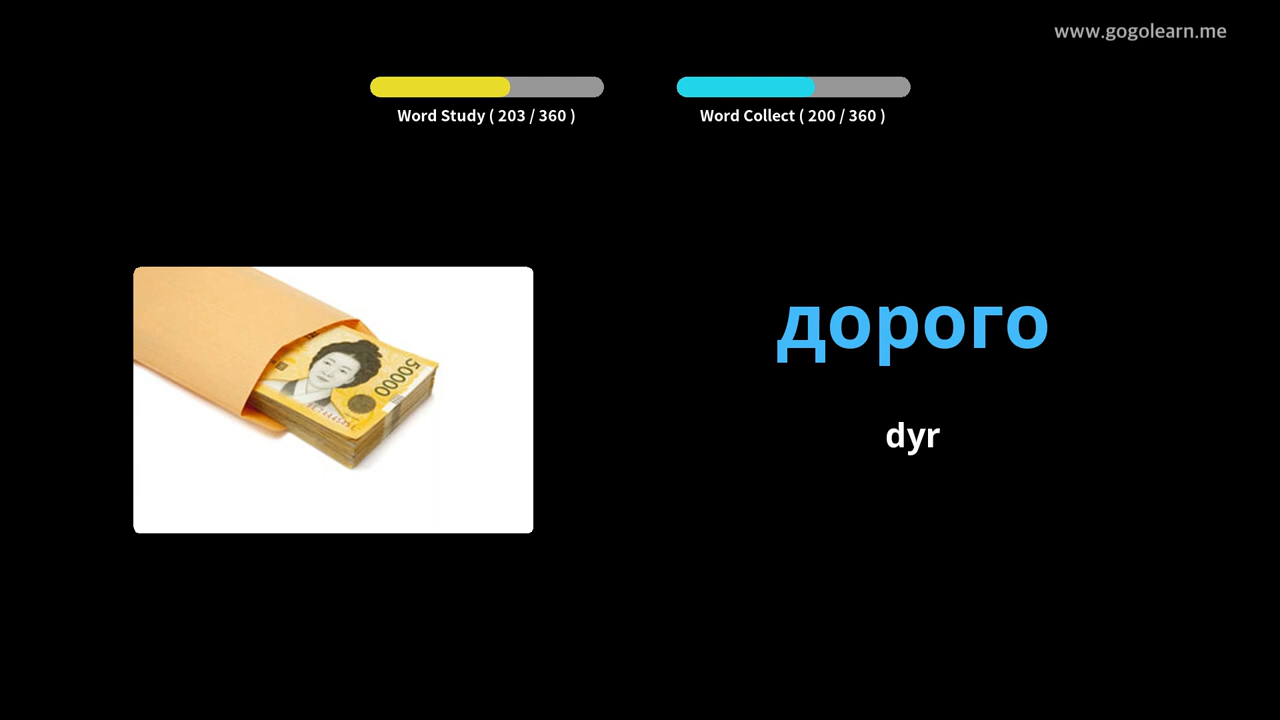 www.gogolearn.me
Word Study ( 203 / 360 )
Word Collect ( 200 / 360 )
дорого
50000
dyr